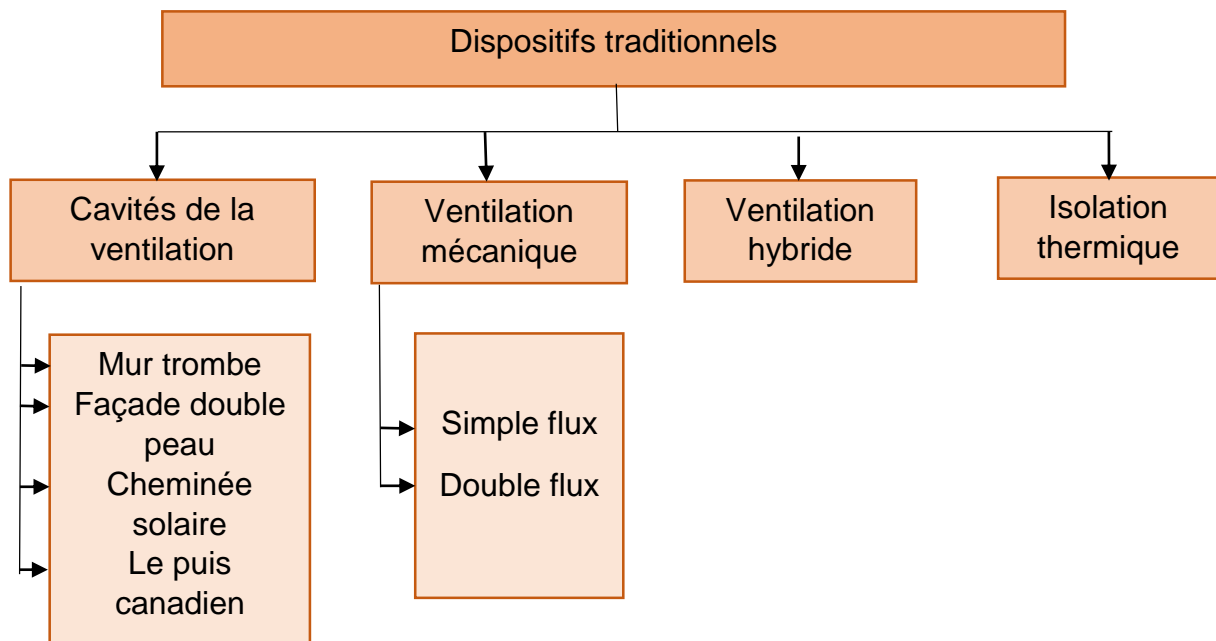 Dispositifs traditionnels
Cavités de la
ventilation
Ventilation
mécanique
Ventilation
hybride
Isolation
thermique
Mur trombe
Façade double
peau
Cheminée
solaire
Le puis
canadien
Simple flux
Double flux